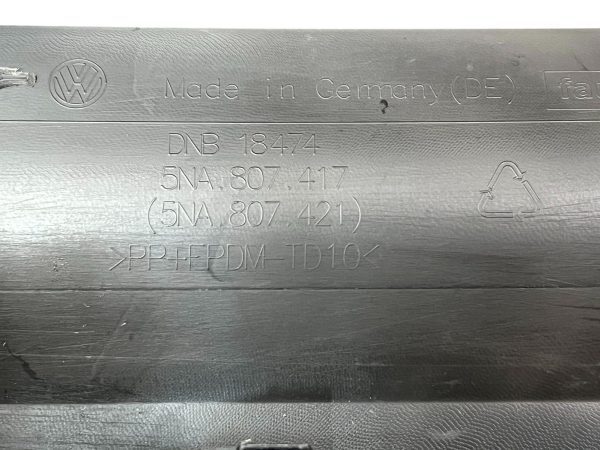 Made in Germany (DE)
DNB 18474
5NA.807.417
(5NA.807.421)
>PP+EPDM-TD10<